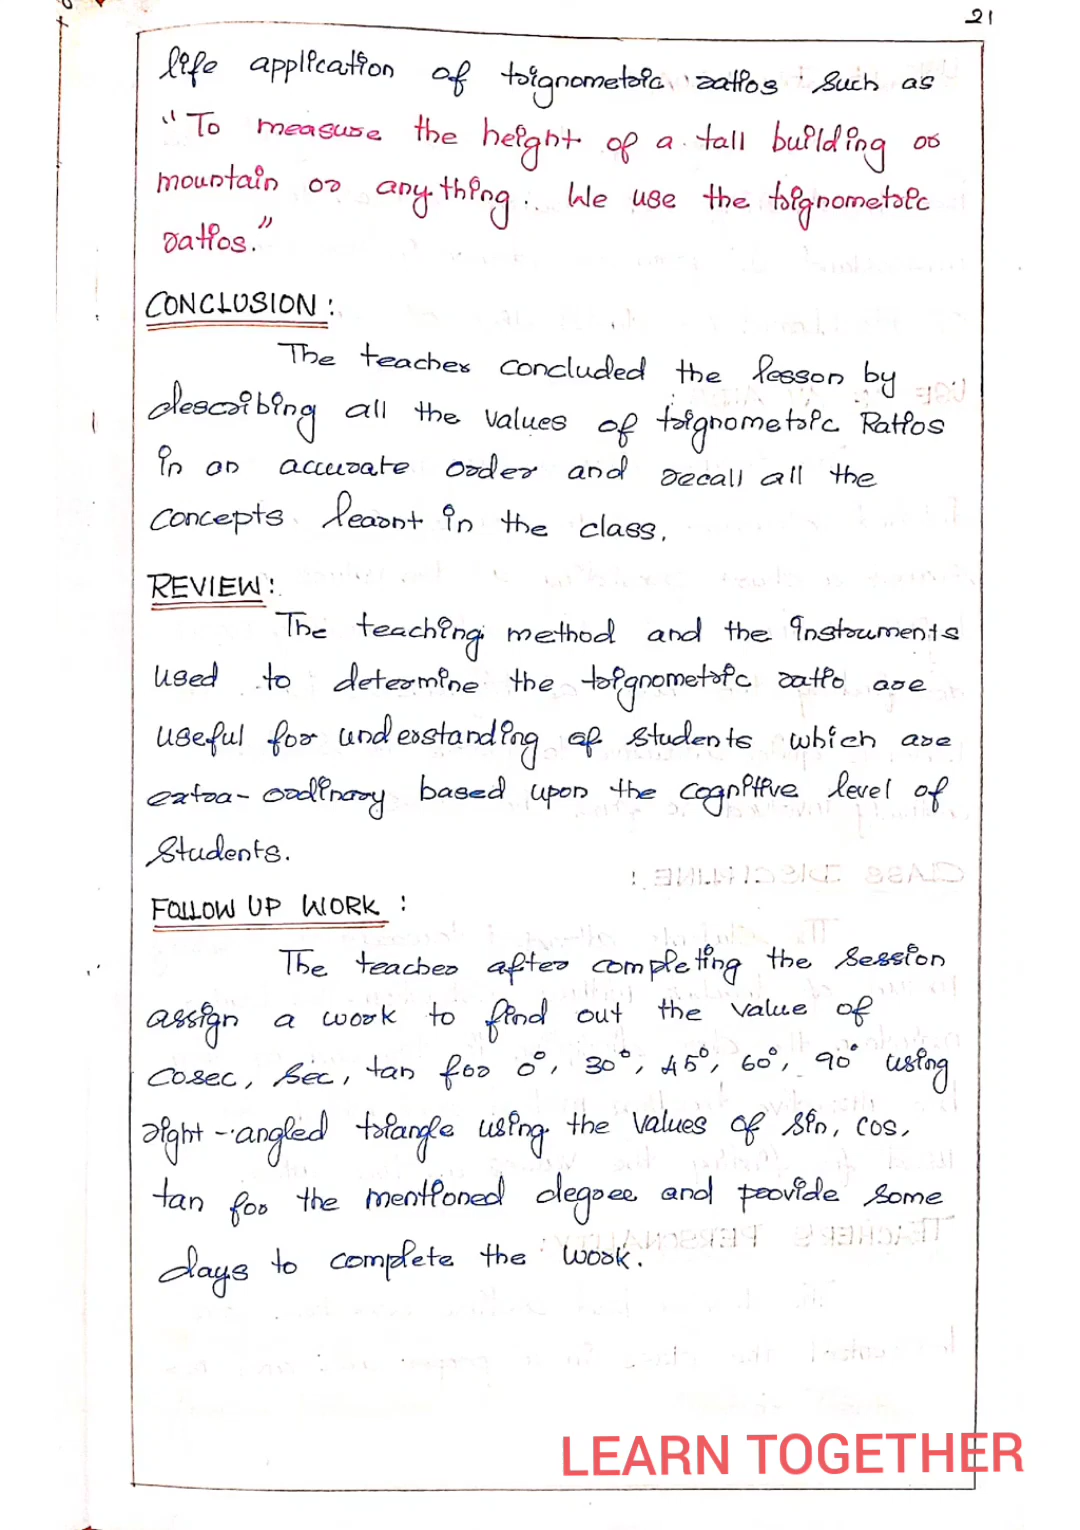 21
life application of trignometric ratios such as
"To measure the height of a tall building or
mountain or any thing. We use the trignometric
ratios."
CONCLUSION :
The teacher concluded the lesson by
describing all the values of trignometric Ratios
in an accurate order and recall all the
concepts learnt in the class.
REVIEW :
The teaching method and the instruments
used to determine the trignometric ratio are
useful for understanding of students which are
extra-ordinary based upon the cognitive level of
students.
FOLLOW UP WORK :
The teacher after completing the session
assign a work to find out the value of
cosec, sec, tan for 0°, 30°, 45°, 60°, 90° using
right-angled triangle using the values of sin, cos,
tan for the mentioned degree and provide some
days to complete the work.
LEARN TOGETHER